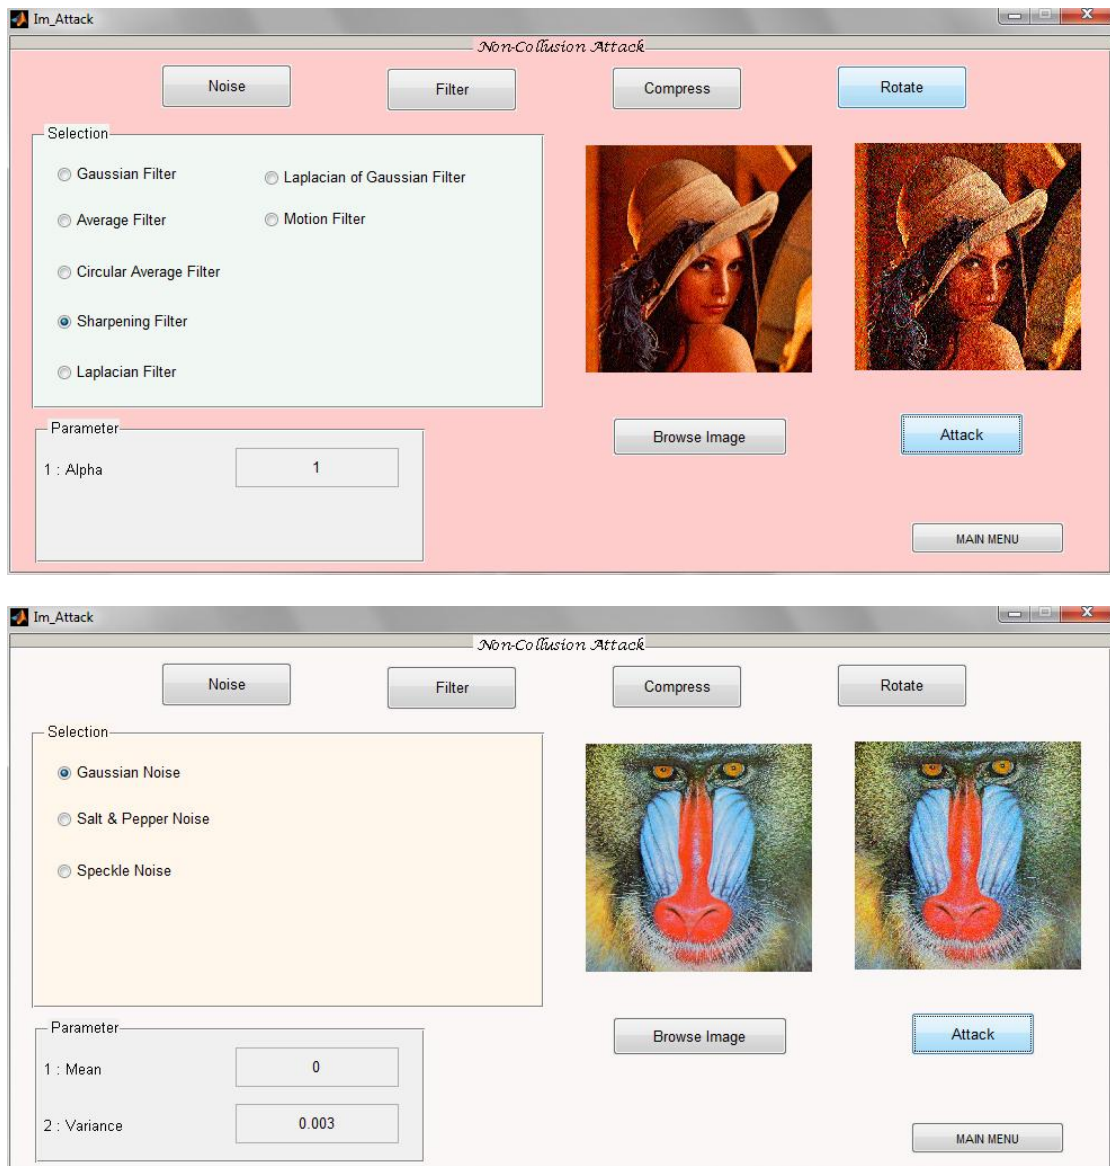 Im_Attack
Non-Collusion Attack
Noise Filter Compress Rotate
Selection
Gaussian Filter Laplacian of Gaussian Filter
Average Filter Motion Filter
Circular Average Filter
Sharpening Filter
Laplacian Filter
Parameter
1 : Alpha 1
Browse Image Attack
MAIN MENU
Im_Attack
Non-Collusion Attack
Noise Filter Compress Rotate
Selection
Gaussian Noise
Salt & Pepper Noise
Speckle Noise
Parameter
1 : Mean 0
2 : Variance 0.003
Browse Image Attack
MAIN MENU